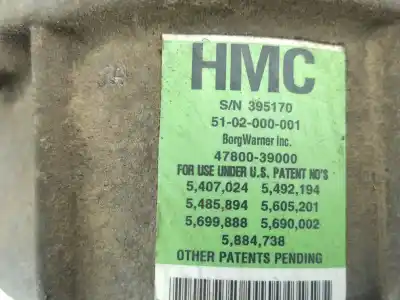 HMC
S/N 395170
51-02-000-001
BorgWarner Inc.
47800-39000
FOR USE UNDER U.S. PATENT NO'S
5,407,024 5,492,194
5,485,894 5,605,201
5,699,888 5,690,002
5,884,738
OTHER PATENTS PENDING